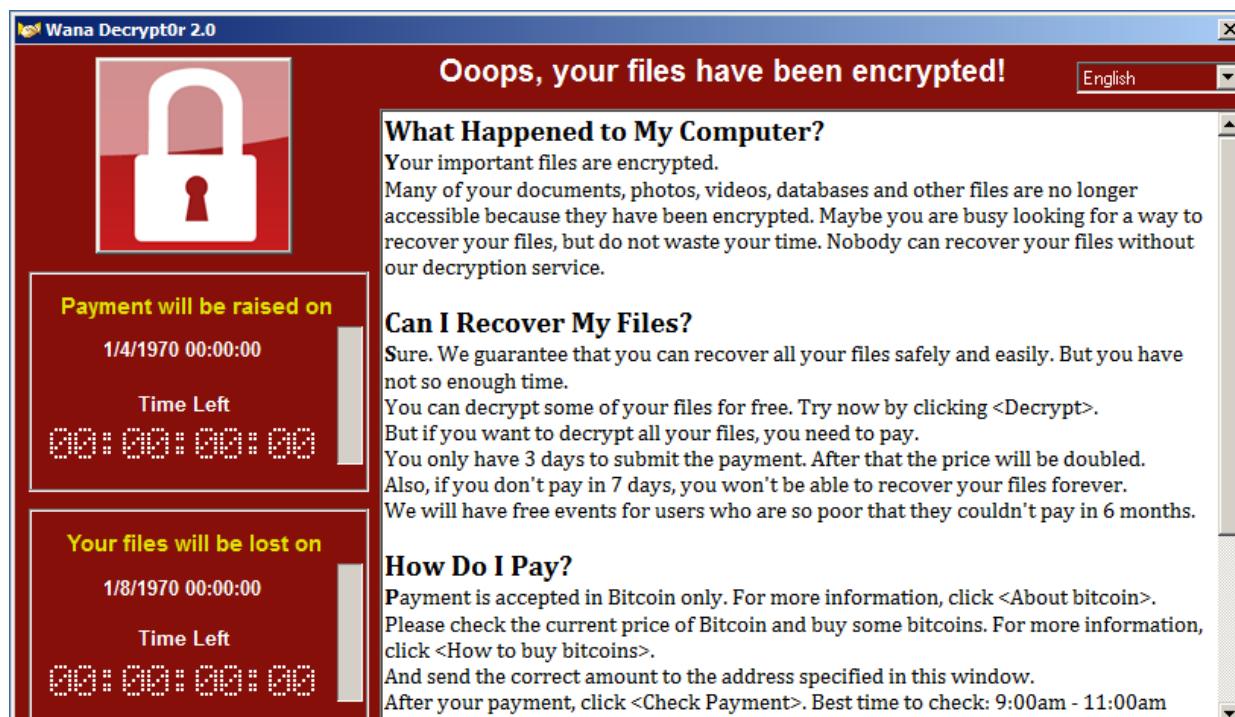 Wana Decrypt0r 2.0
Ooops, your files have been encrypted!
English
Payment will be raised on
1/4/1970 00:00:00
Time Left
00:00:00:00
Your files will be lost on
1/8/1970 00:00:00
Time Left
00:00:00:00
What Happened to My Computer?
Your important files are encrypted.
Many of your documents, photos, videos, databases and other files are no longer
accessible because they have been encrypted. Maybe you are busy looking for a way to
recover your files, but do not waste your time. Nobody can recover your files without
our decryption service.
Can I Recover My Files?
Sure. We guarantee that you can recover all your files safely and easily. But you have
not so enough time.
You can decrypt some of your files for free. Try now by clicking <Decrypt>.
But if you want to decrypt all your files, you need to pay.
You only have 3 days to submit the payment. After that the price will be doubled.
Also, if you don't pay in 7 days, you won't be able to recover your files forever.
We will have free events for users who are so poor that they couldn't pay in 6 months.
How Do I Pay?
Payment is accepted in Bitcoin only. For more information, click <About bitcoin>.
Please check the current price of Bitcoin and buy some bitcoins. For more information,
click <How to buy bitcoins>.
And send the correct amount to the address specified in this window.
After your payment, click <Check Payment>. Best time to check: 9:00am - 11:00am